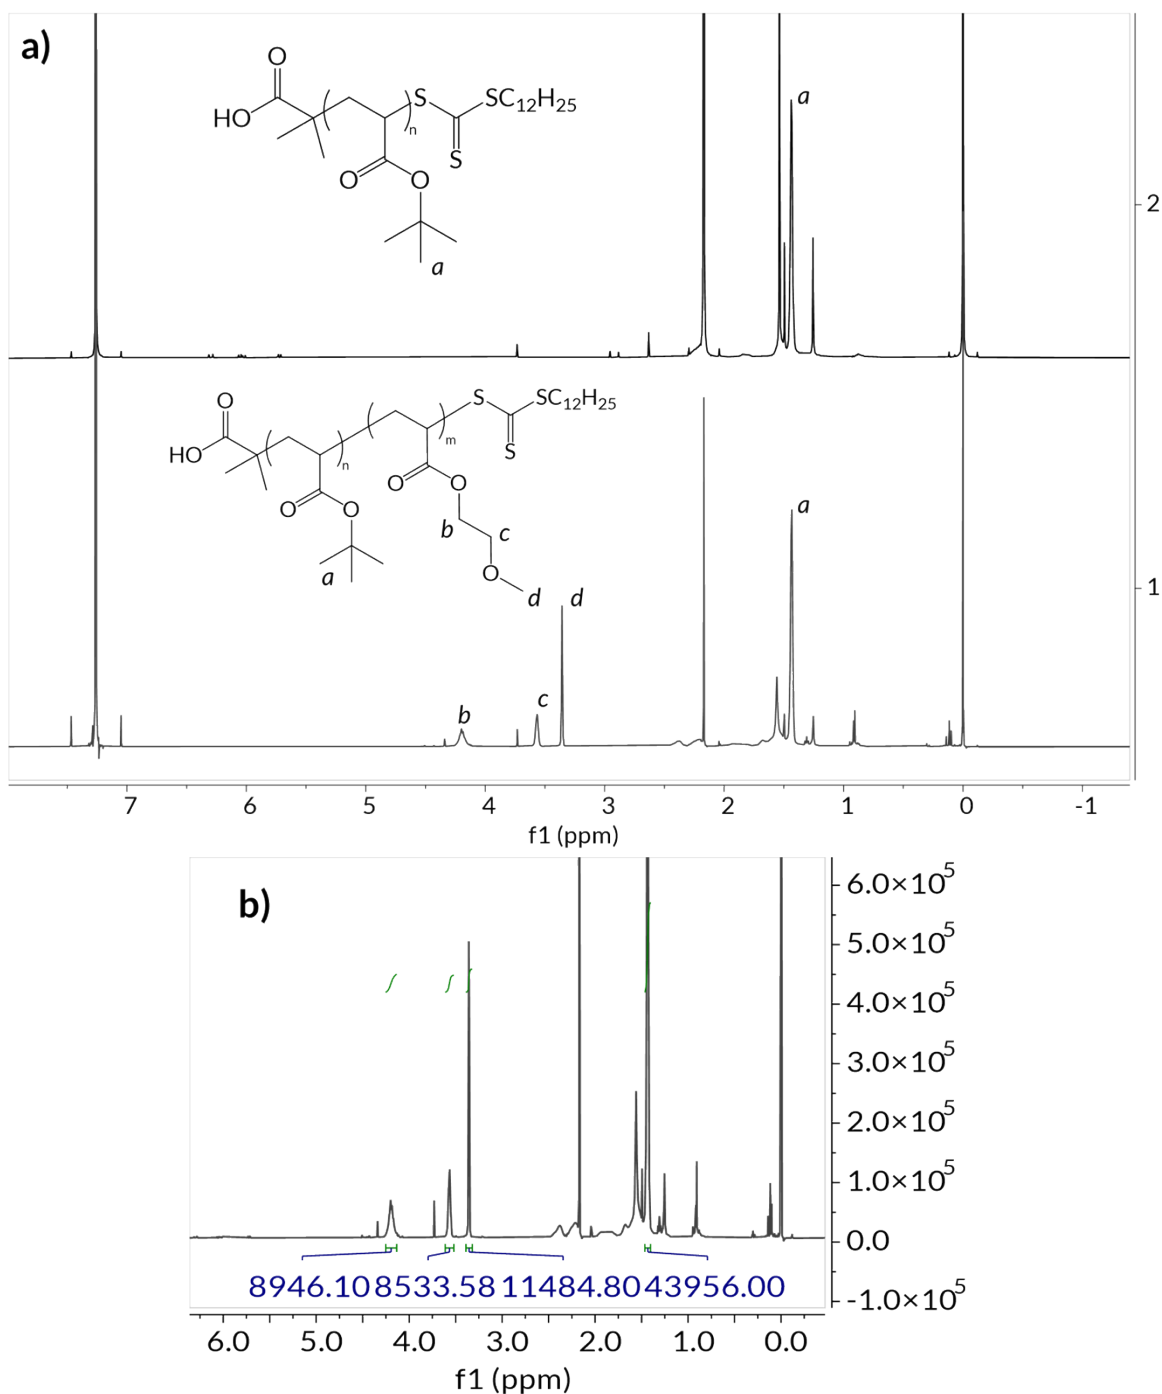 a)
O
HO
S
SC12H25
n
S
O
O
a
a
2
O
HO
S
SC12H25
n
m
S
O
O
O
O
b
c
a
O
d
d
a
b
c
1
7 6 5 4 3 2 1 0 -1
f1 (ppm)
b)
6.0×10^5
5.0×10^5
4.0×10^5
3.0×10^5
2.0×10^5
1.0×10^5
0.0
-1.0×10^5
8946.10 8533.58 11484.80 43956.00
6.0 5.0 4.0 3.0 2.0 1.0 0.0
f1 (ppm)